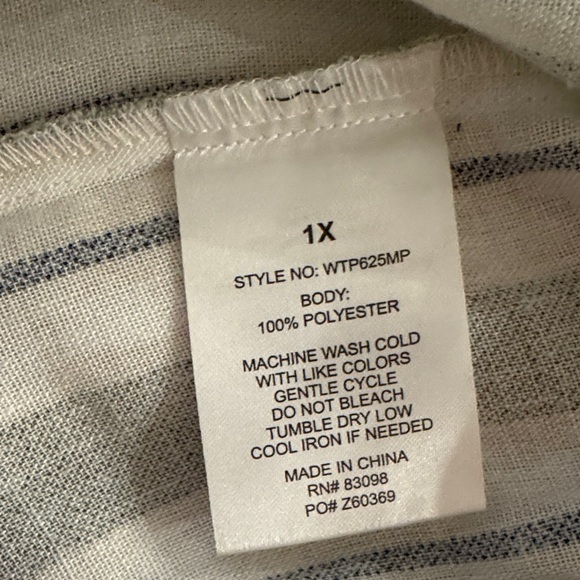 1X
STYLE NO: WTP625MP
BODY:
100% POLYESTER
MACHINE WASH COLD
WITH LIKE COLORS
GENTLE CYCLE
DO NOT BLEACH
TUMBLE DRY LOW
COOL IRON IF NEEDED
MADE IN CHINA
RN# 83098
PO# Z60369